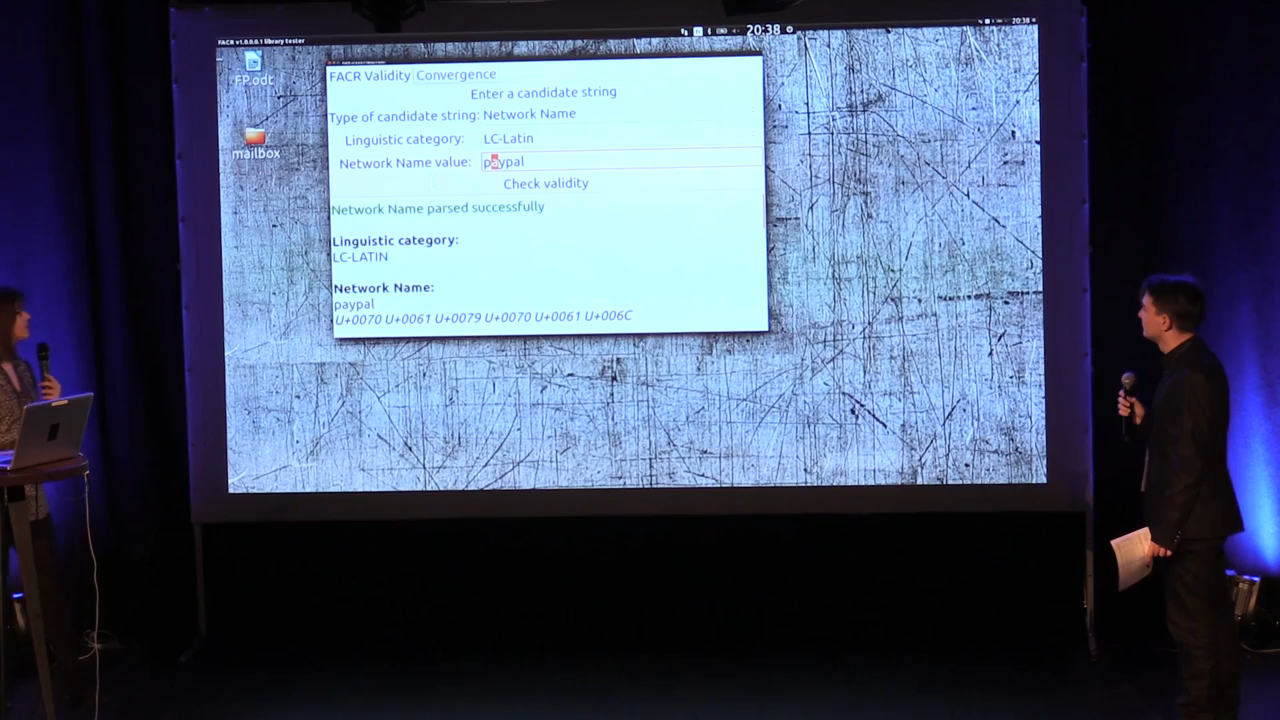 FACR v1.0.0.1 library tester
20:38
20:38
FP.odt
mailbox
FACR Validity Convergence
Enter a candidate string
Type of candidate string: Network Name
Linguistic category: LC-Latin
Network Name value: paypal
Check validity
Network Name parsed successfully
Linguistic category:
LC-LATIN
Network Name:
paypal
U+0070 U+0061 U+0079 U+0070 U+0061 U+006C